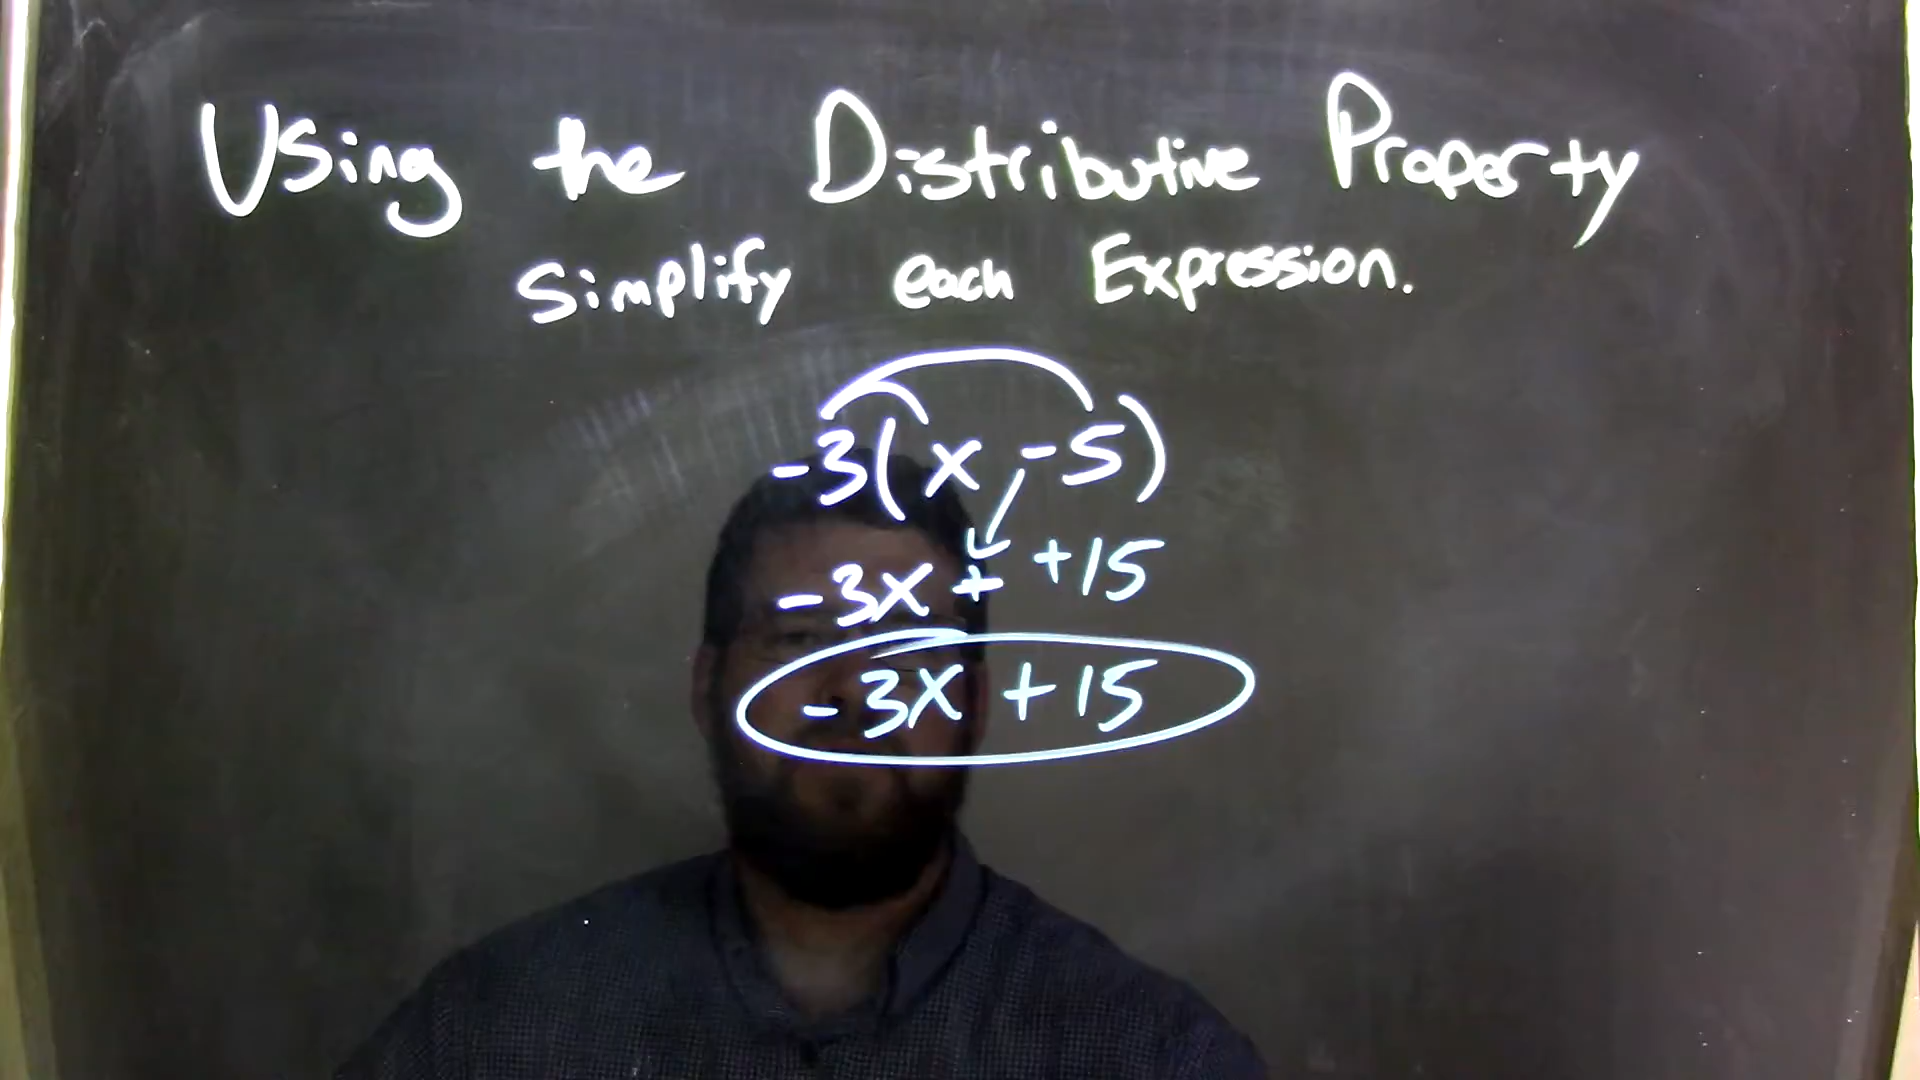 Using the Distributive Property
Simplify each Expression.
-3(x -5)
-3x + +15
-3x + 15